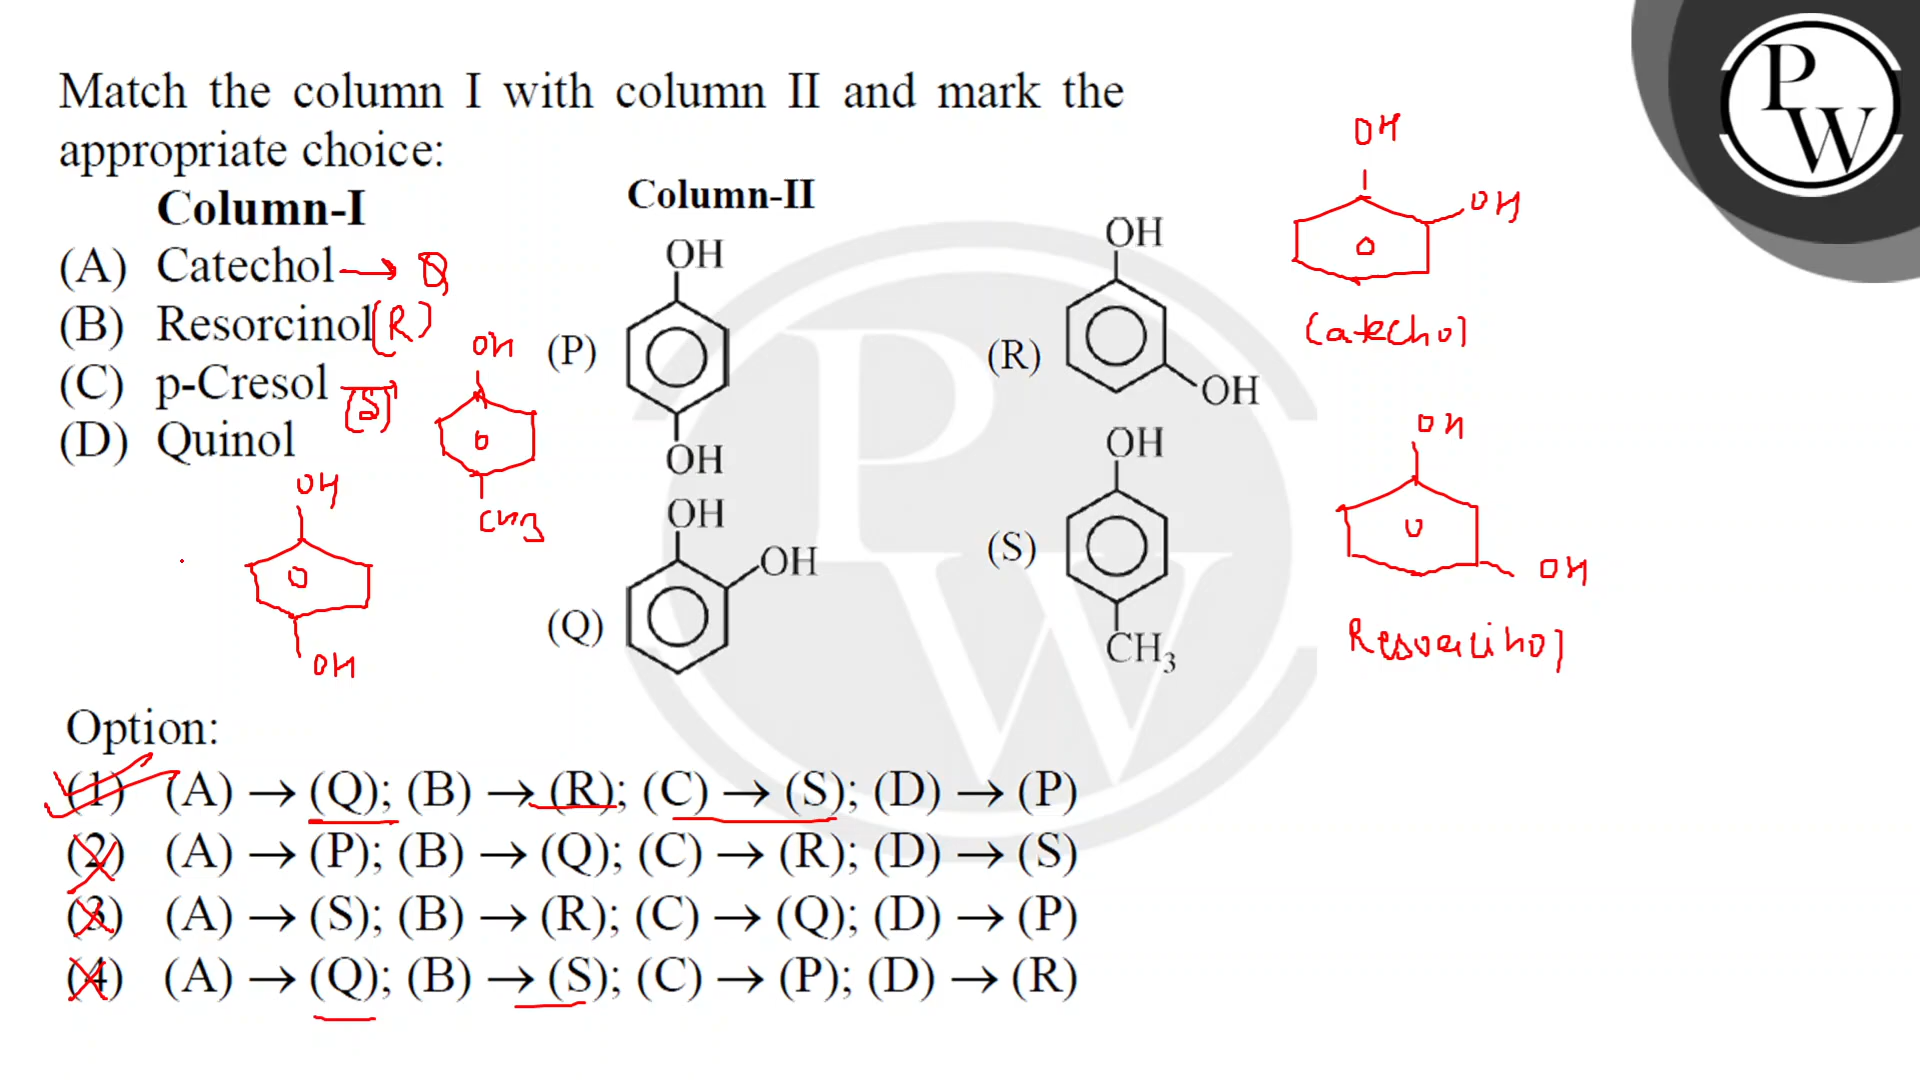 Match the column I with column II and mark the
appropriate choice:
Column-I
(A) Catechol → Q
(B) Resorcinol (R)
(C) p-Cresol → (S)
(D) Quinol
OH
OH
OH
CH3
Column-II
(P)
OH
OH
(Q)
OH
OH
(R)
OH
OH
(S)
OH
CH₃
OH
OH
Catechol
OH
OH
Resorcinol
Option:
(1) (A) → (Q); (B) → (R); (C) → (S); (D) → (P)
(2) (A) → (P); (B) → (Q); (C) → (R); (D) → (S)
(3) (A) → (S); (B) → (R); (C) → (Q); (D) → (P)
(4) (A) → (Q); (B) → (S); (C) → (P); (D) → (R)
PW
PW